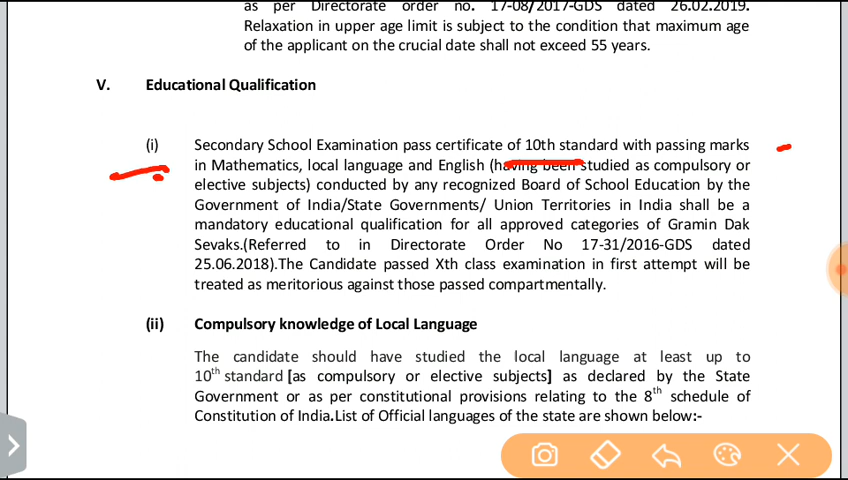 as per Directorate order no. 17-08/2017-GDS dated 26.02.2019.
Relaxation in upper age limit is subject to the condition that maximum age
of the applicant on the crucial date shall not exceed 55 years.
V. Educational Qualification
(i) Secondary School Examination pass certificate of 10th standard with passing marks
in Mathematics, local language and English (having been studied as compulsory or
elective subjects) conducted by any recognized Board of School Education by the
Government of India/State Governments/ Union Territories in India shall be a
mandatory educational qualification for all approved categories of Gramin Dak
Sevaks.(Referred to in Directorate Order No 17-31/2016-GDS dated
25.06.2018).The Candidate passed Xth class examination in first attempt will be
treated as meritorious against those passed compartmentally.
(ii) Compulsory knowledge of Local Language
The candidate should have studied the local language at least up to
10th standard [as compulsory or elective subjects] as declared by the State
Government or as per constitutional provisions relating to the 8th schedule of
Constitution of India.List of Official languages of the state are shown below:-